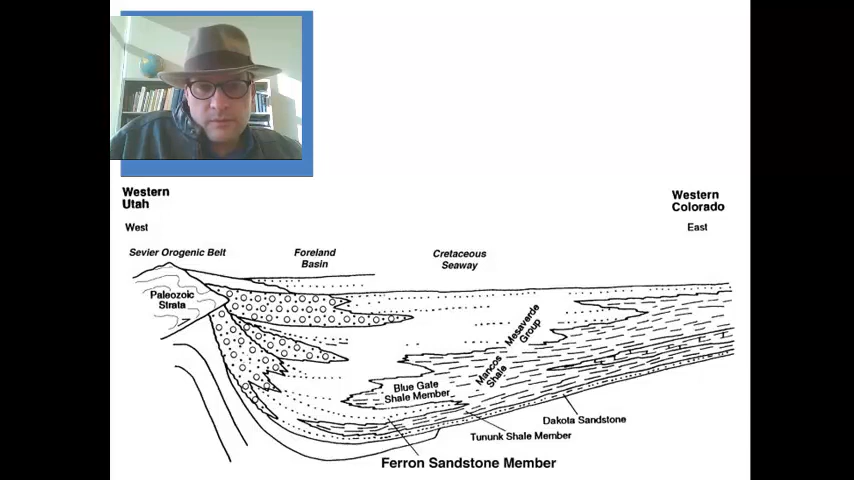 Western
Utah
Western
Colorado
West
East
Sevier Orogenic Belt
Foreland
Basin
Cretaceous
Seaway
Paleozoic
Strata
Mesaverde
Group
Mancos
Shale
Blue Gate
Shale Member
Dakota Sandstone
Tununk Shale Member
Ferron Sandstone Member